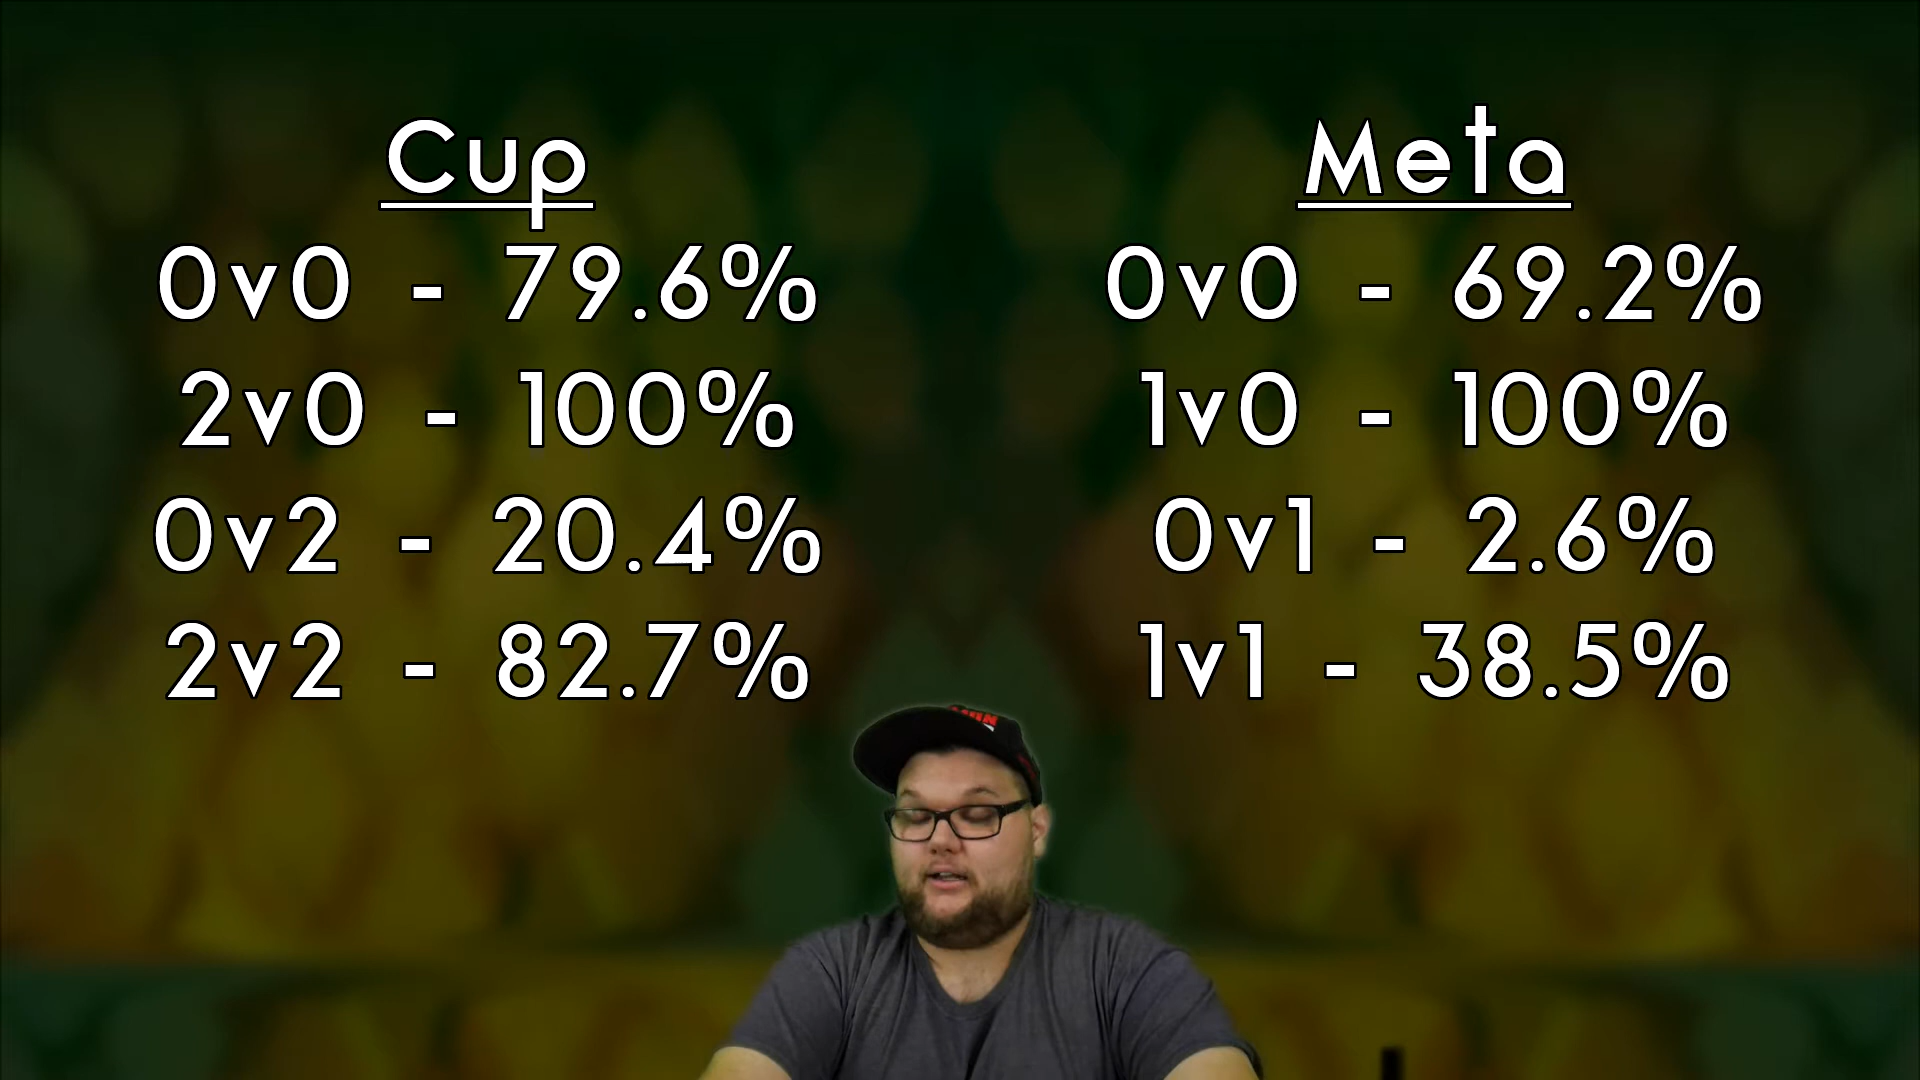 Cup
0v0 - 79.6%
2v0 - 100%
0v2 - 20.4%
2v2 - 82.7%
Meta
0v0 - 69.2%
1v0 - 100%
0v1 - 2.6%
1v1 - 38.5%